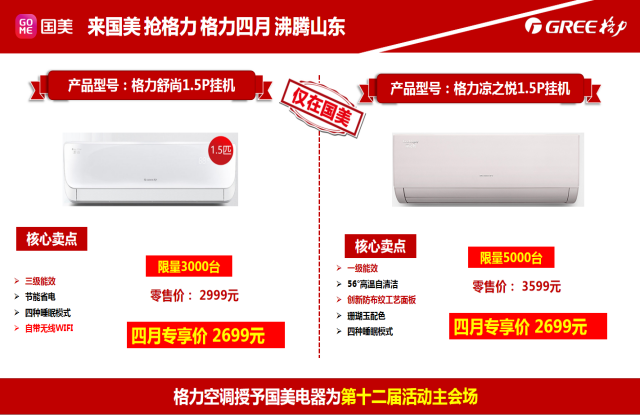 GOME 国美 来国美 抢格力 格力四月 沸腾山东
GREE 格力
产品型号：格力舒尚1.5P挂机
产品型号：格力凉之悦1.5P挂机
仅在国美
1.5匹
核心卖点
三级能效
节能省电
四种睡眠模式
自带无线WIFI
限量3000台
零售价： 2999元
四月专享价 2699元
核心卖点
一级能效
56°高温自清洁
创新防布纹工艺面板
珊瑚玉配色
四种睡眠模式
限量5000台
零售价： 3599元
四月专享价 2699元
格力空调授予国美电器为第十二届活动主会场